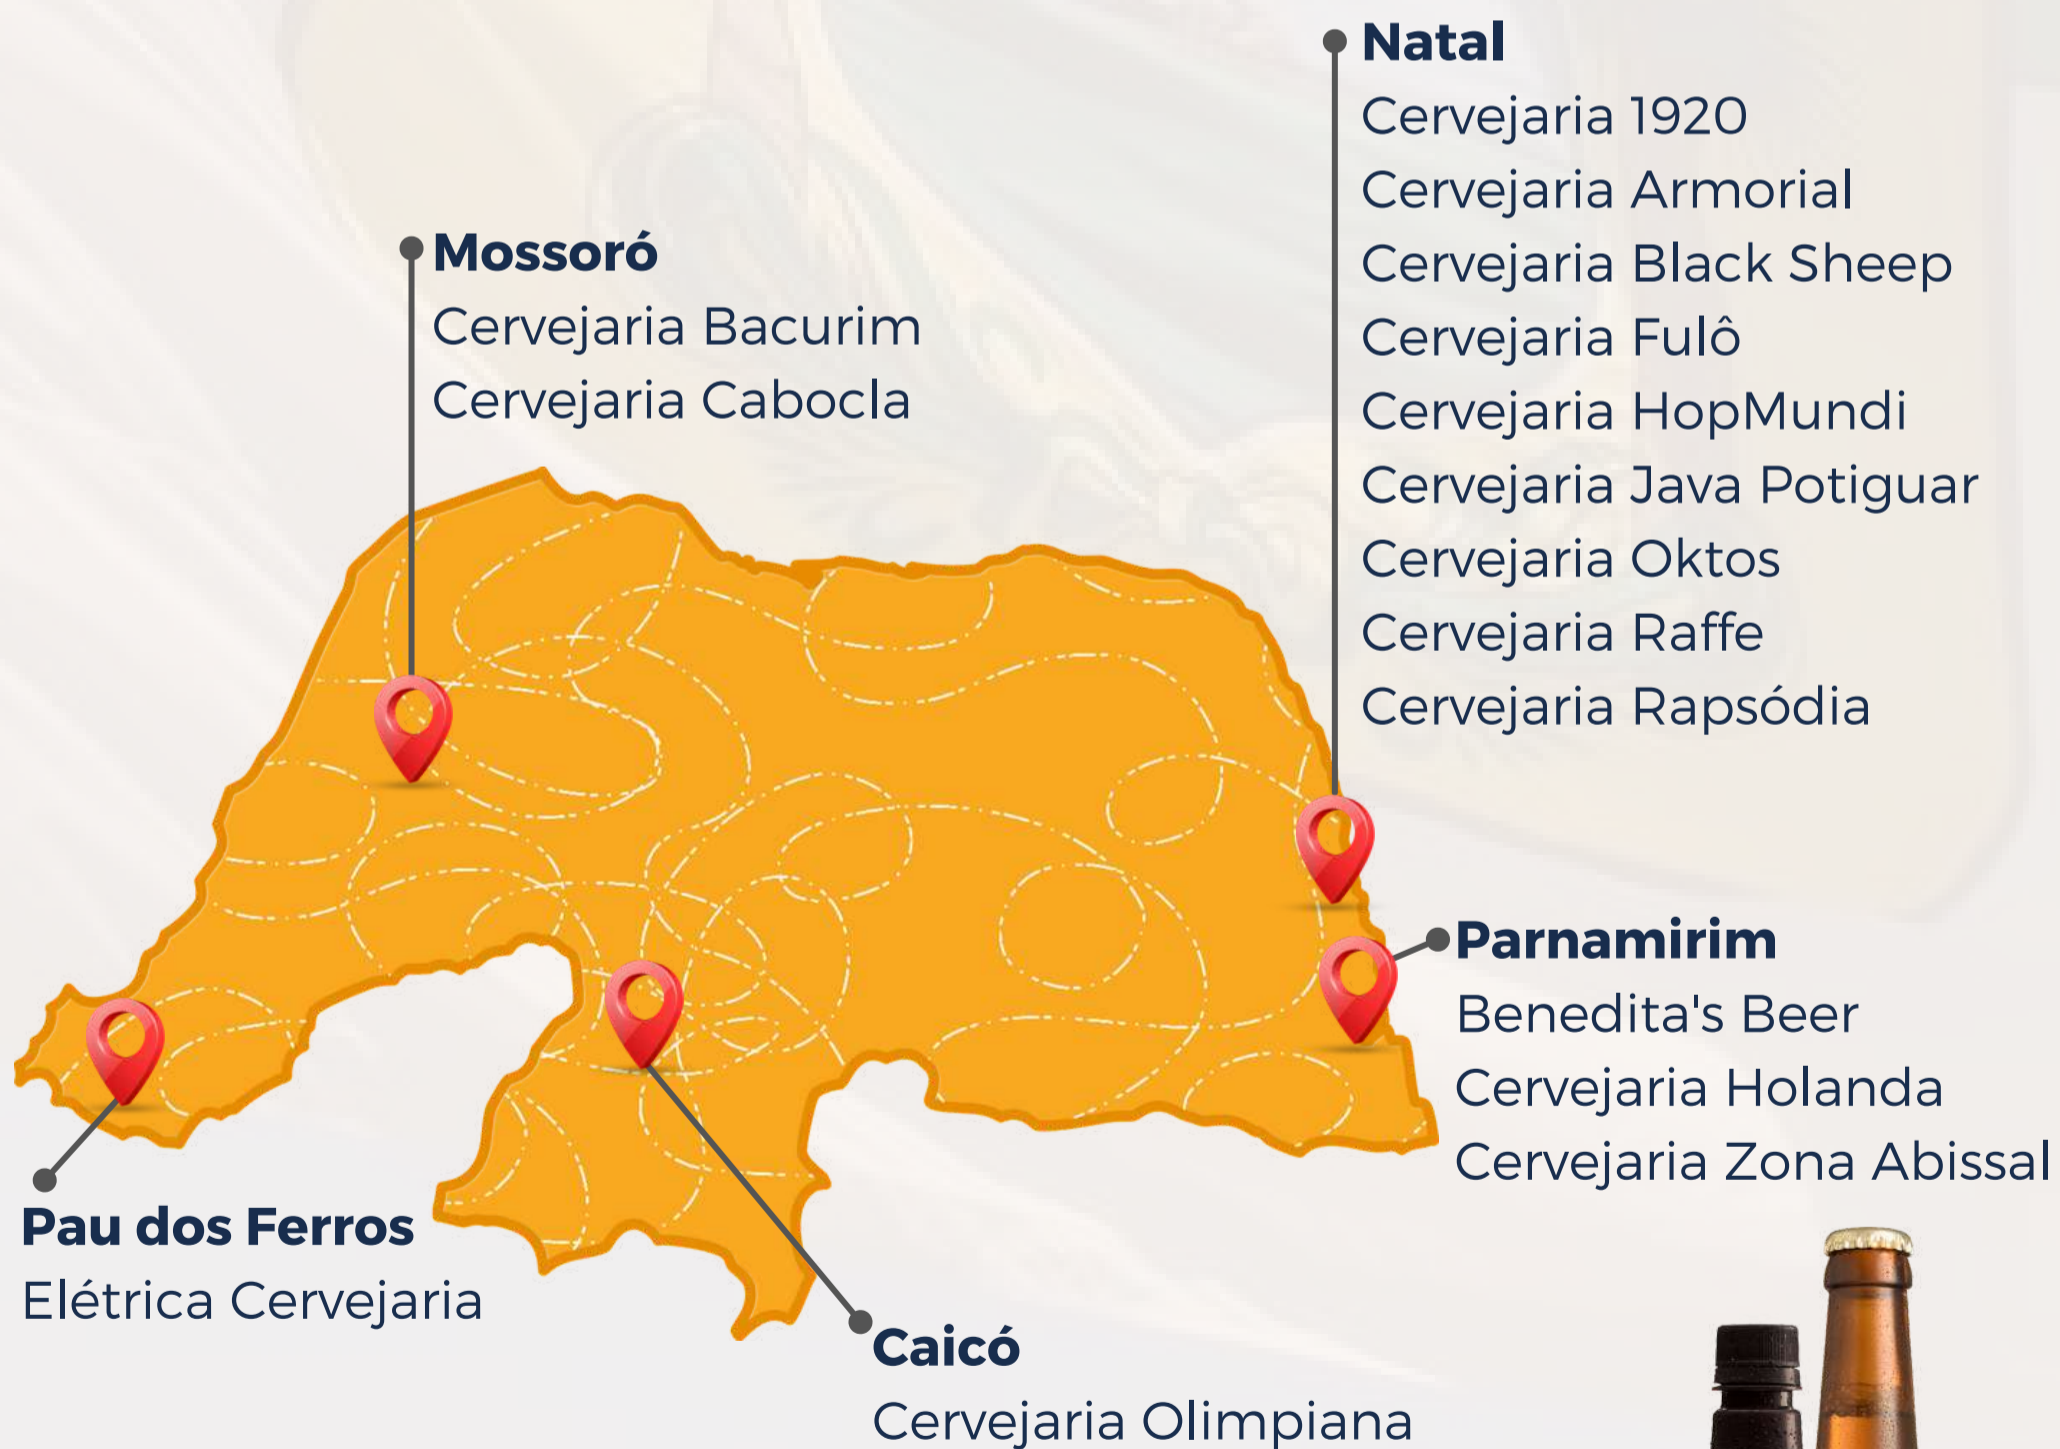 Natal
Cervejaria 1920
Cervejaria Armorial
Cervejaria Black Sheep
Cervejaria Fulô
Cervejaria HopMundi
Cervejaria Java Potiguar
Cervejaria Oktos
Cervejaria Raffe
Cervejaria Rapsódia
Mossoró
Cervejaria Bacurim
Cervejaria Cabocla
Parnamirim
Benedita's Beer
Cervejaria Holanda
Cervejaria Zona Abissal
Pau dos Ferros
Elétrica Cervejaria
Caicó
Cervejaria Olimpiana